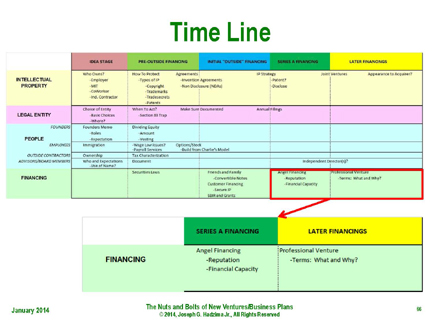 Time Line
IDEA STAGE PRE-OUTSIDE FINANCING INITIAL "OUTSIDE" FINANCING SERIES A FINANCING LATER FINANCINGS
INTELLECTUAL PROPERTY
Who Owns?
-Employer
-MIT
-Coworker
-Ind. Contractor
How To Protect
-Types of IP
-Copyright
-Trademarks
-Tradesecrets
-Patents
Agreements
-Invention Agreements
-Non Disclosure (NDAs)
IP Strategy
-Patent?
-Disclose
Joint Ventures
Appearance to Acquirer?
LEGAL ENTITY
Choice of Entity
-Basic Choices
-Where?
When To Act?
-Section 83 Trap
Make Sure Documented!
Annual Filings
PEOPLE
FOUNDERS
Founders Meme
-Roles
-Expectations
Dividing Equity
-Amount
-Vesting
EMPLOYEES
Immigration
-Wage Law Issues?
-Payroll Services
Options/Stock
-Build from Charlie's Model
OUTSIDE CONTRACTORS
Ownership
Tax Characterization
ADVISORS/BOARD MEMBERS
Who and Expectations
-Use of Name?
Document
Independent Director(s)?
FINANCING
Securities Laws
Friends and Family
-Convertible Notes
Customer Financing
-Leased IP
SBIR and Grants
Angel Financing
-Reputation
-Financial Capacity
Professional Venture
-Terms: What and Why?
SERIES A FINANCING LATER FINANCINGS
FINANCING
Angel Financing
-Reputation
-Financial Capacity
Professional Venture
-Terms: What and Why?
January 2014
The Nuts and Bolts of New Ventures/Business Plans
© 2014, Joseph G. Hadzima Jr., All Rights Reserved